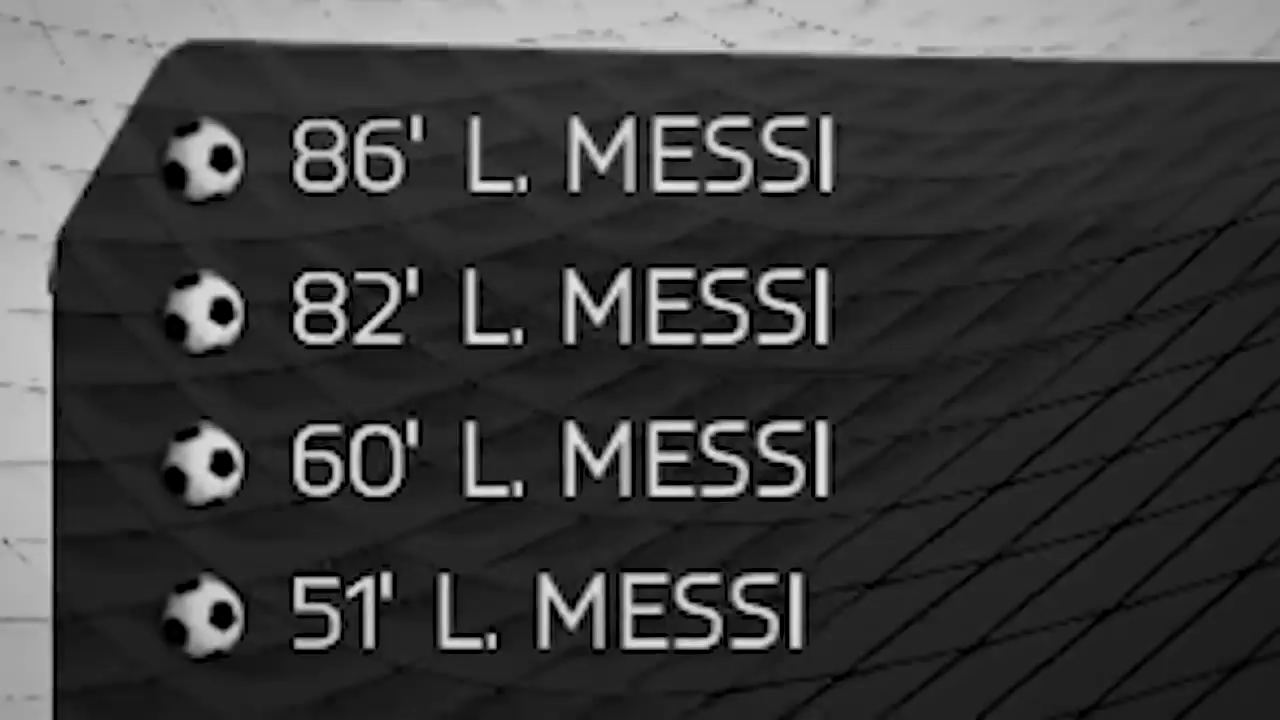 86' L. MESSI
82' L. MESSI
60' L. MESSI
51' L. MESSI